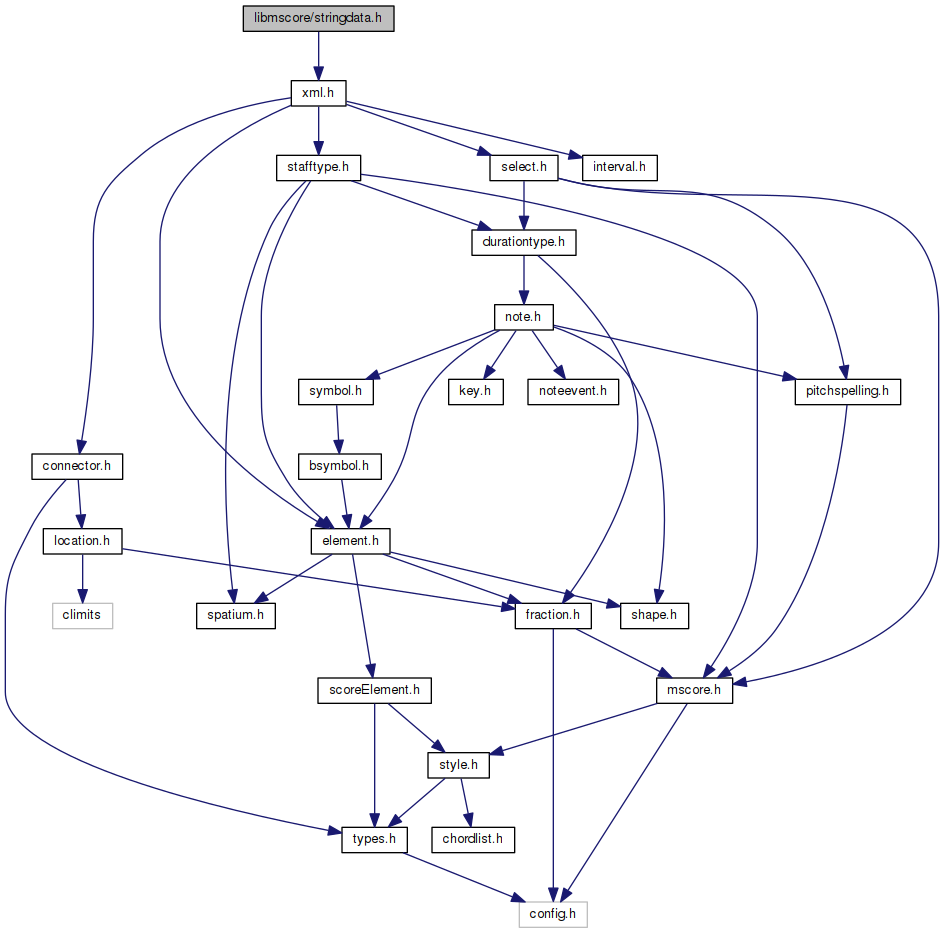 libmscore/stringdata.h
xml.h
stafftype.h
select.h
interval.h
durationtype.h
note.h
symbol.h
key.h
noteevent.h
pitchspelling.h
connector.h
bsymbol.h
location.h
element.h
climits
spatium.h
fraction.h
shape.h
scoreElement.h
mscore.h
style.h
types.h
chordlist.h
config.h